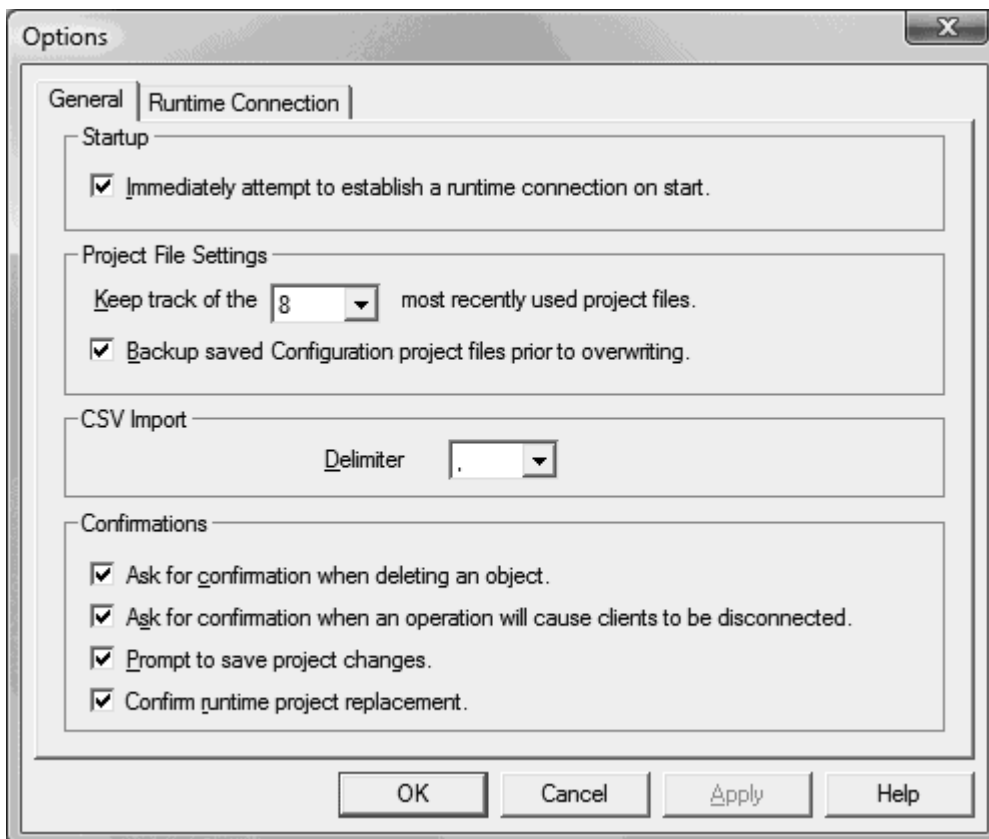 Options
General Runtime Connection
Startup
Immediately attempt to establish a runtime connection on start.
Project File Settings
Keep track of the 8 most recently used project files.
Backup saved Configuration project files prior to overwriting.
CSV Import
Delimiter ,
Confirmations
Ask for confirmation when deleting an object.
Ask for confirmation when an operation will cause clients to be disconnected.
Prompt to save project changes.
Confirm runtime project replacement.
OK Cancel Apply Help